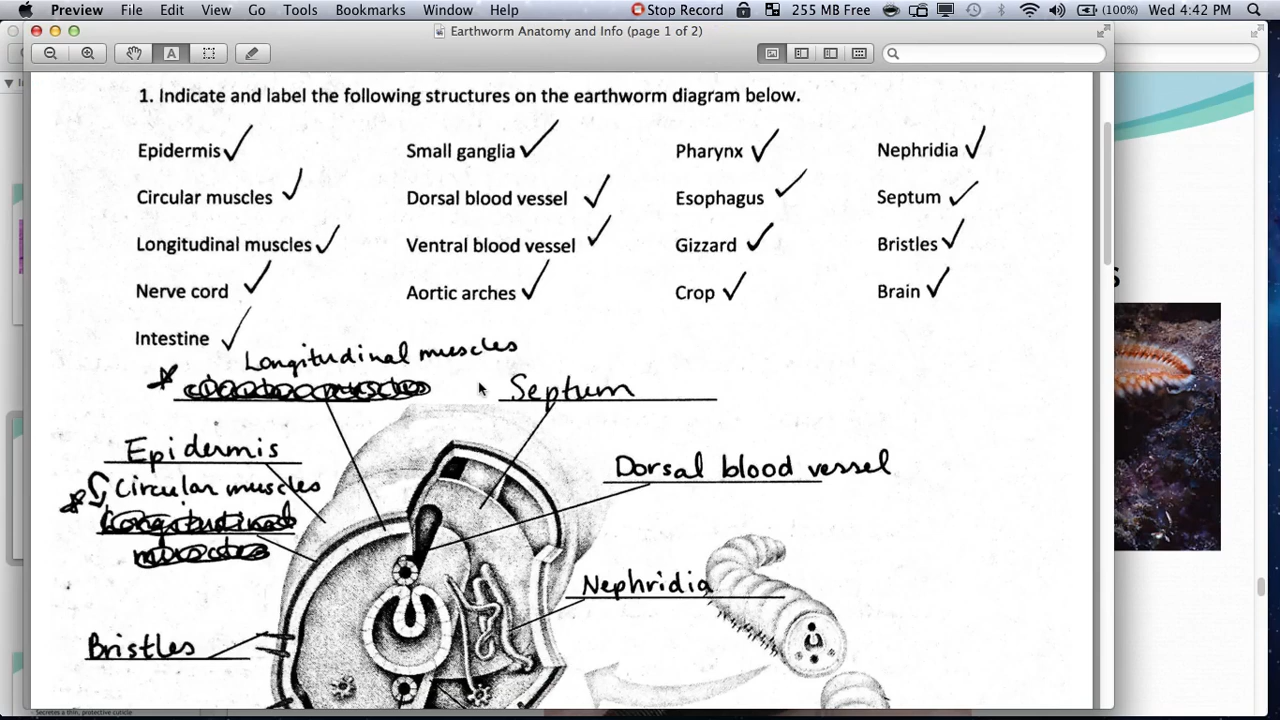 Preview File Edit View Go Tools Bookmarks Window Help Stop Record 255 MB Free (100%) Wed 4:42 PM
Earthworm Anatomy and Info (page 1 of 2)
1. Indicate and label the following structures on the earthworm diagram below.
Epidermis Small ganglia Pharynx Nephridia
Circular muscles Dorsal blood vessel Esophagus Septum
Longitudinal muscles Ventral blood vessel Gizzard Bristles
Nerve cord Aortic arches Crop Brain
Intestine
Longitudinal muscles
Septum
Epidermis
Dorsal blood vessel
Circular muscles
Nephridia
Bristles
Secretes a thin, protective cuticle